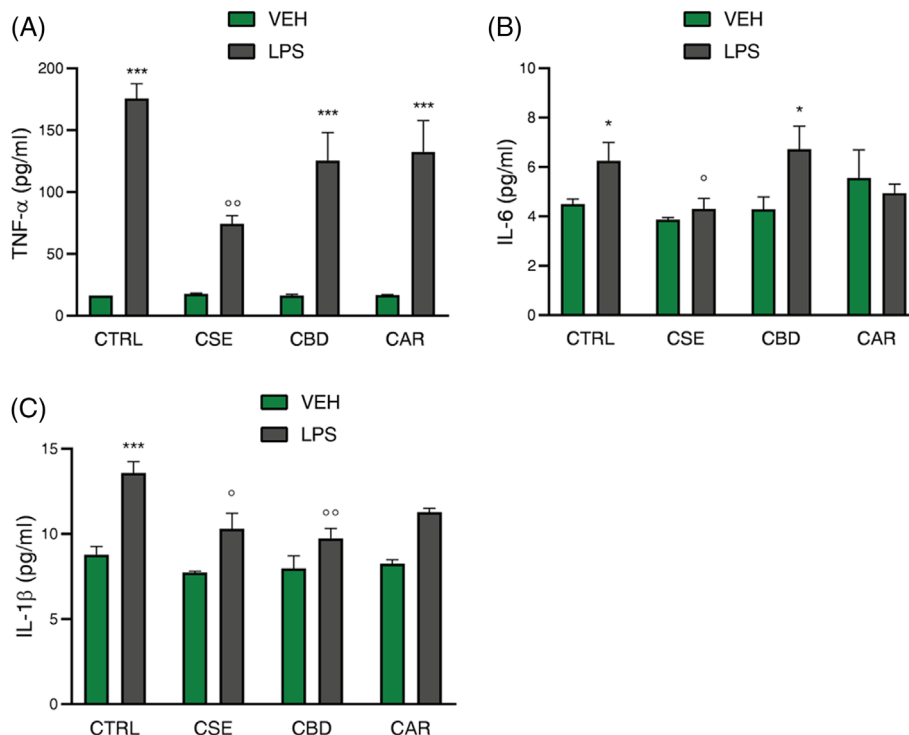 (A)
VEH
LPS
TNF-α (pg/ml)
200
150
100
50
0
***
°°
***
***
CTRL CSE CBD CAR
(B)
VEH
LPS
IL-6 (pg/ml)
10
8
6
4
2
0
*
°
*
CTRL CSE CBD CAR
(C)
VEH
LPS
IL-1β (pg/ml)
15
10
5
0
***
°
°°
CTRL CSE CBD CAR